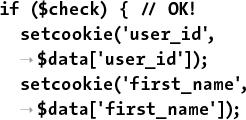 if ($check) { // OK!
setcookie('user_id',
→ $data['user_id']);
setcookie('first_name',
→ $data['first_name']);